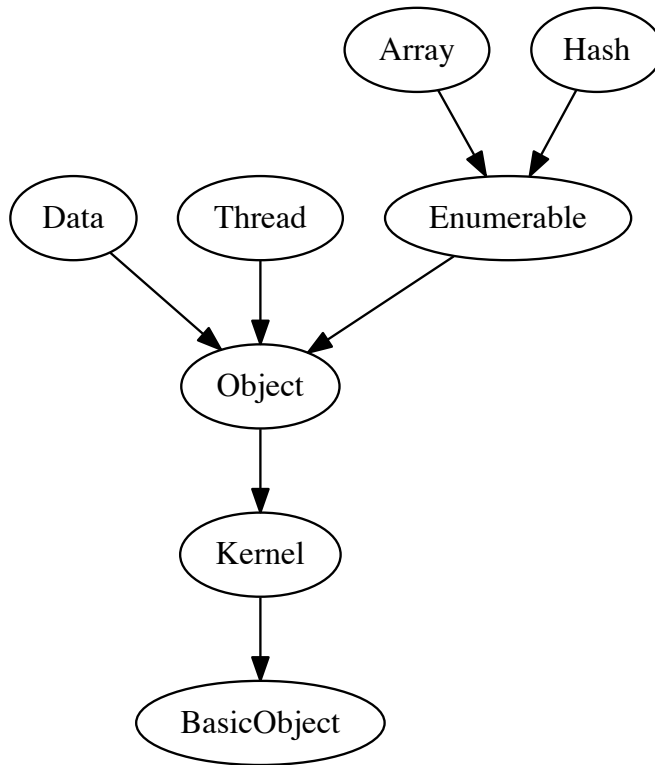 Array
Hash
Data
Thread
Enumerable
Object
Kernel
BasicObject